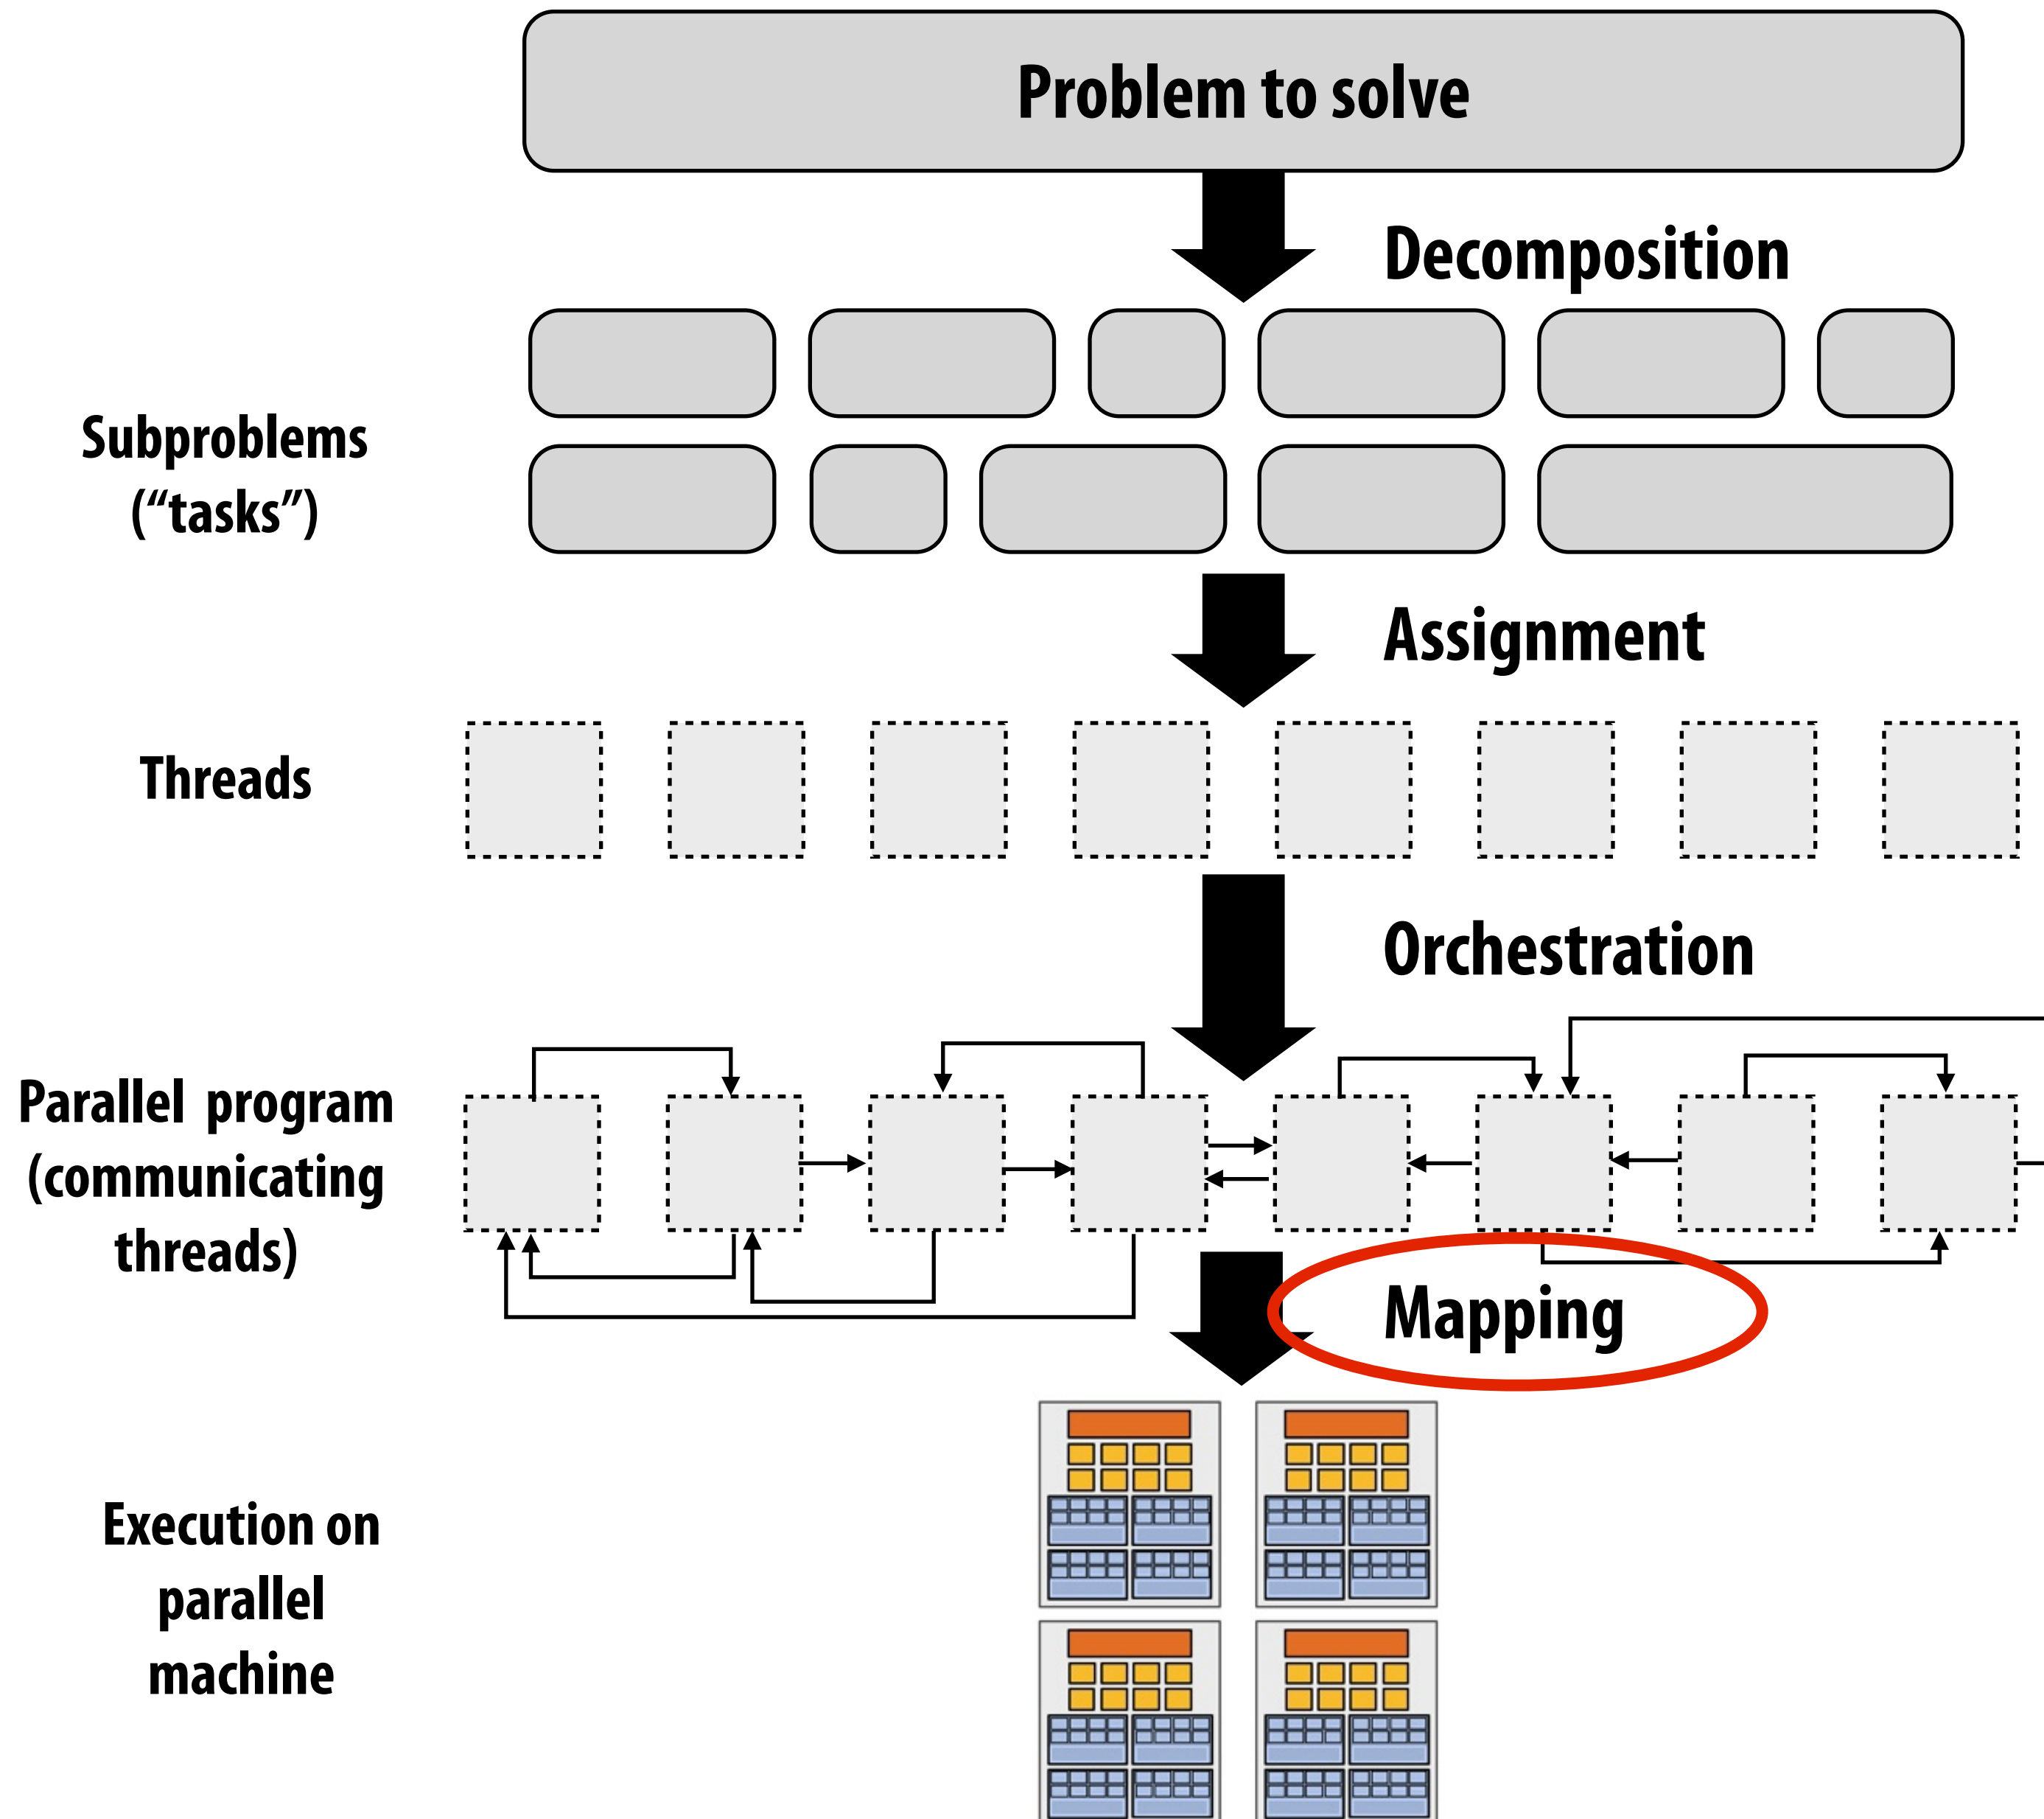 Problem to solve
Decomposition
Subproblems
(“tasks”)
Assignment
Threads
Orchestration
Parallel program
(communicating
threads)
Mapping
Execution on
parallel
machine